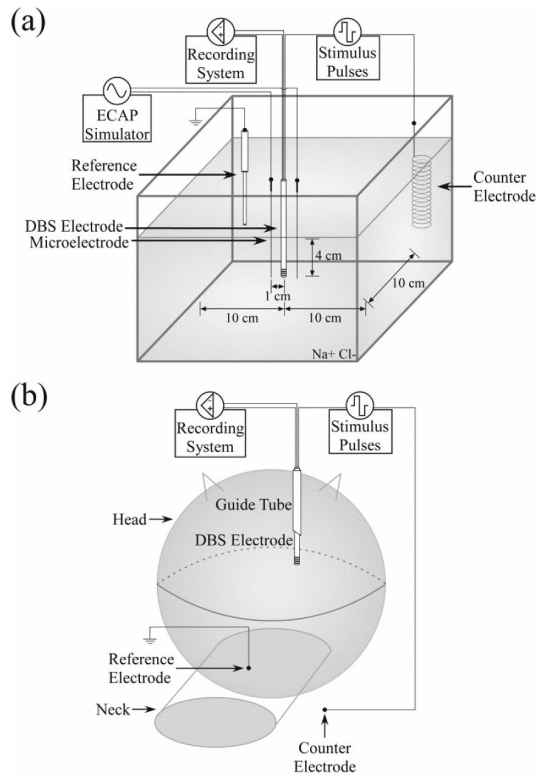 (a)
Recording
System
Stimulus
Pulses
ECAP
Simulator
Reference
Electrode
Counter
Electrode
DBS Electrode
Microelectrode
4 cm
1 cm
10 cm
10 cm
10 cm
Na+ Cl-
(b)
Recording
System
Stimulus
Pulses
Guide Tube
Head
DBS Electrode
Reference
Electrode
Neck
Counter
Electrode